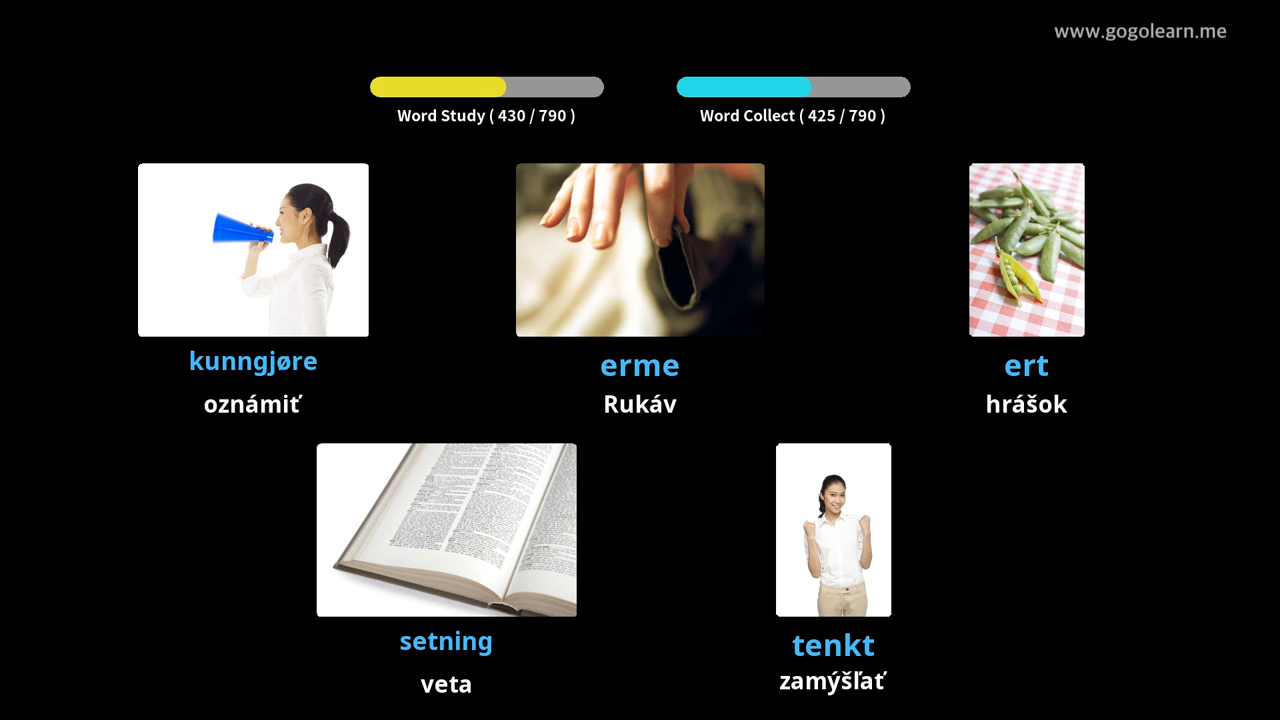 www.gogolearn.me
Word Study ( 430 / 790 )
Word Collect ( 425 / 790 )
kunngjøre
oznámiť
erme
Rukáv
ert
hrášok
setning
veta
tenkt
zamýšľať